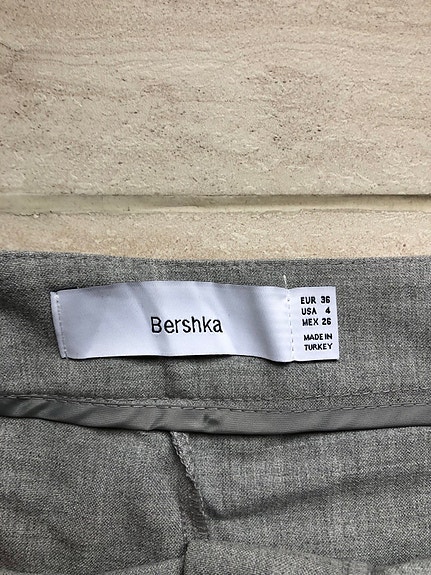 Bershka
EUR 36
USA 4
MEX 26
MADE IN
TURKEY